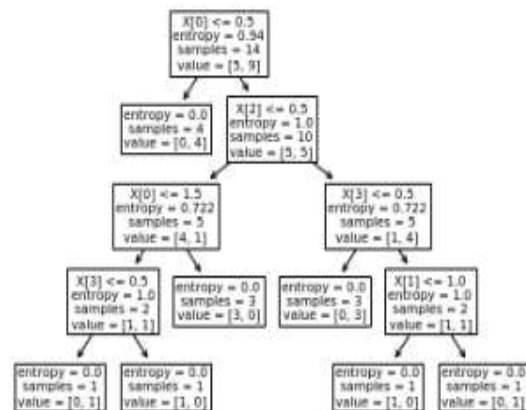 X[0] <= 0.5
entropy = 0.94
samples = 14
value = [5, 9]
entropy = 0.0
samples = 4
value = [0, 4]
X[2] <= 0.5
entropy = 1.0
samples = 10
value = [5, 5]
X[0] <= 1.5
entropy = 0.722
samples = 5
value = [4, 1]
X[3] <= 0.5
entropy = 0.722
samples = 5
value = [1, 4]
X[3] <= 0.5
entropy = 1.0
samples = 2
value = [1, 1]
entropy = 0.0
samples = 3
value = [3, 0]
entropy = 0.0
samples = 3
value = [0, 3]
X[1] <= 1.0
entropy = 1.0
samples = 2
value = [1, 1]
entropy = 0.0
samples = 1
value = [0, 1]
entropy = 0.0
samples = 1
value = [1, 0]
entropy = 0.0
samples = 1
value = [1, 0]
entropy = 0.0
samples = 1
value = [0, 1]